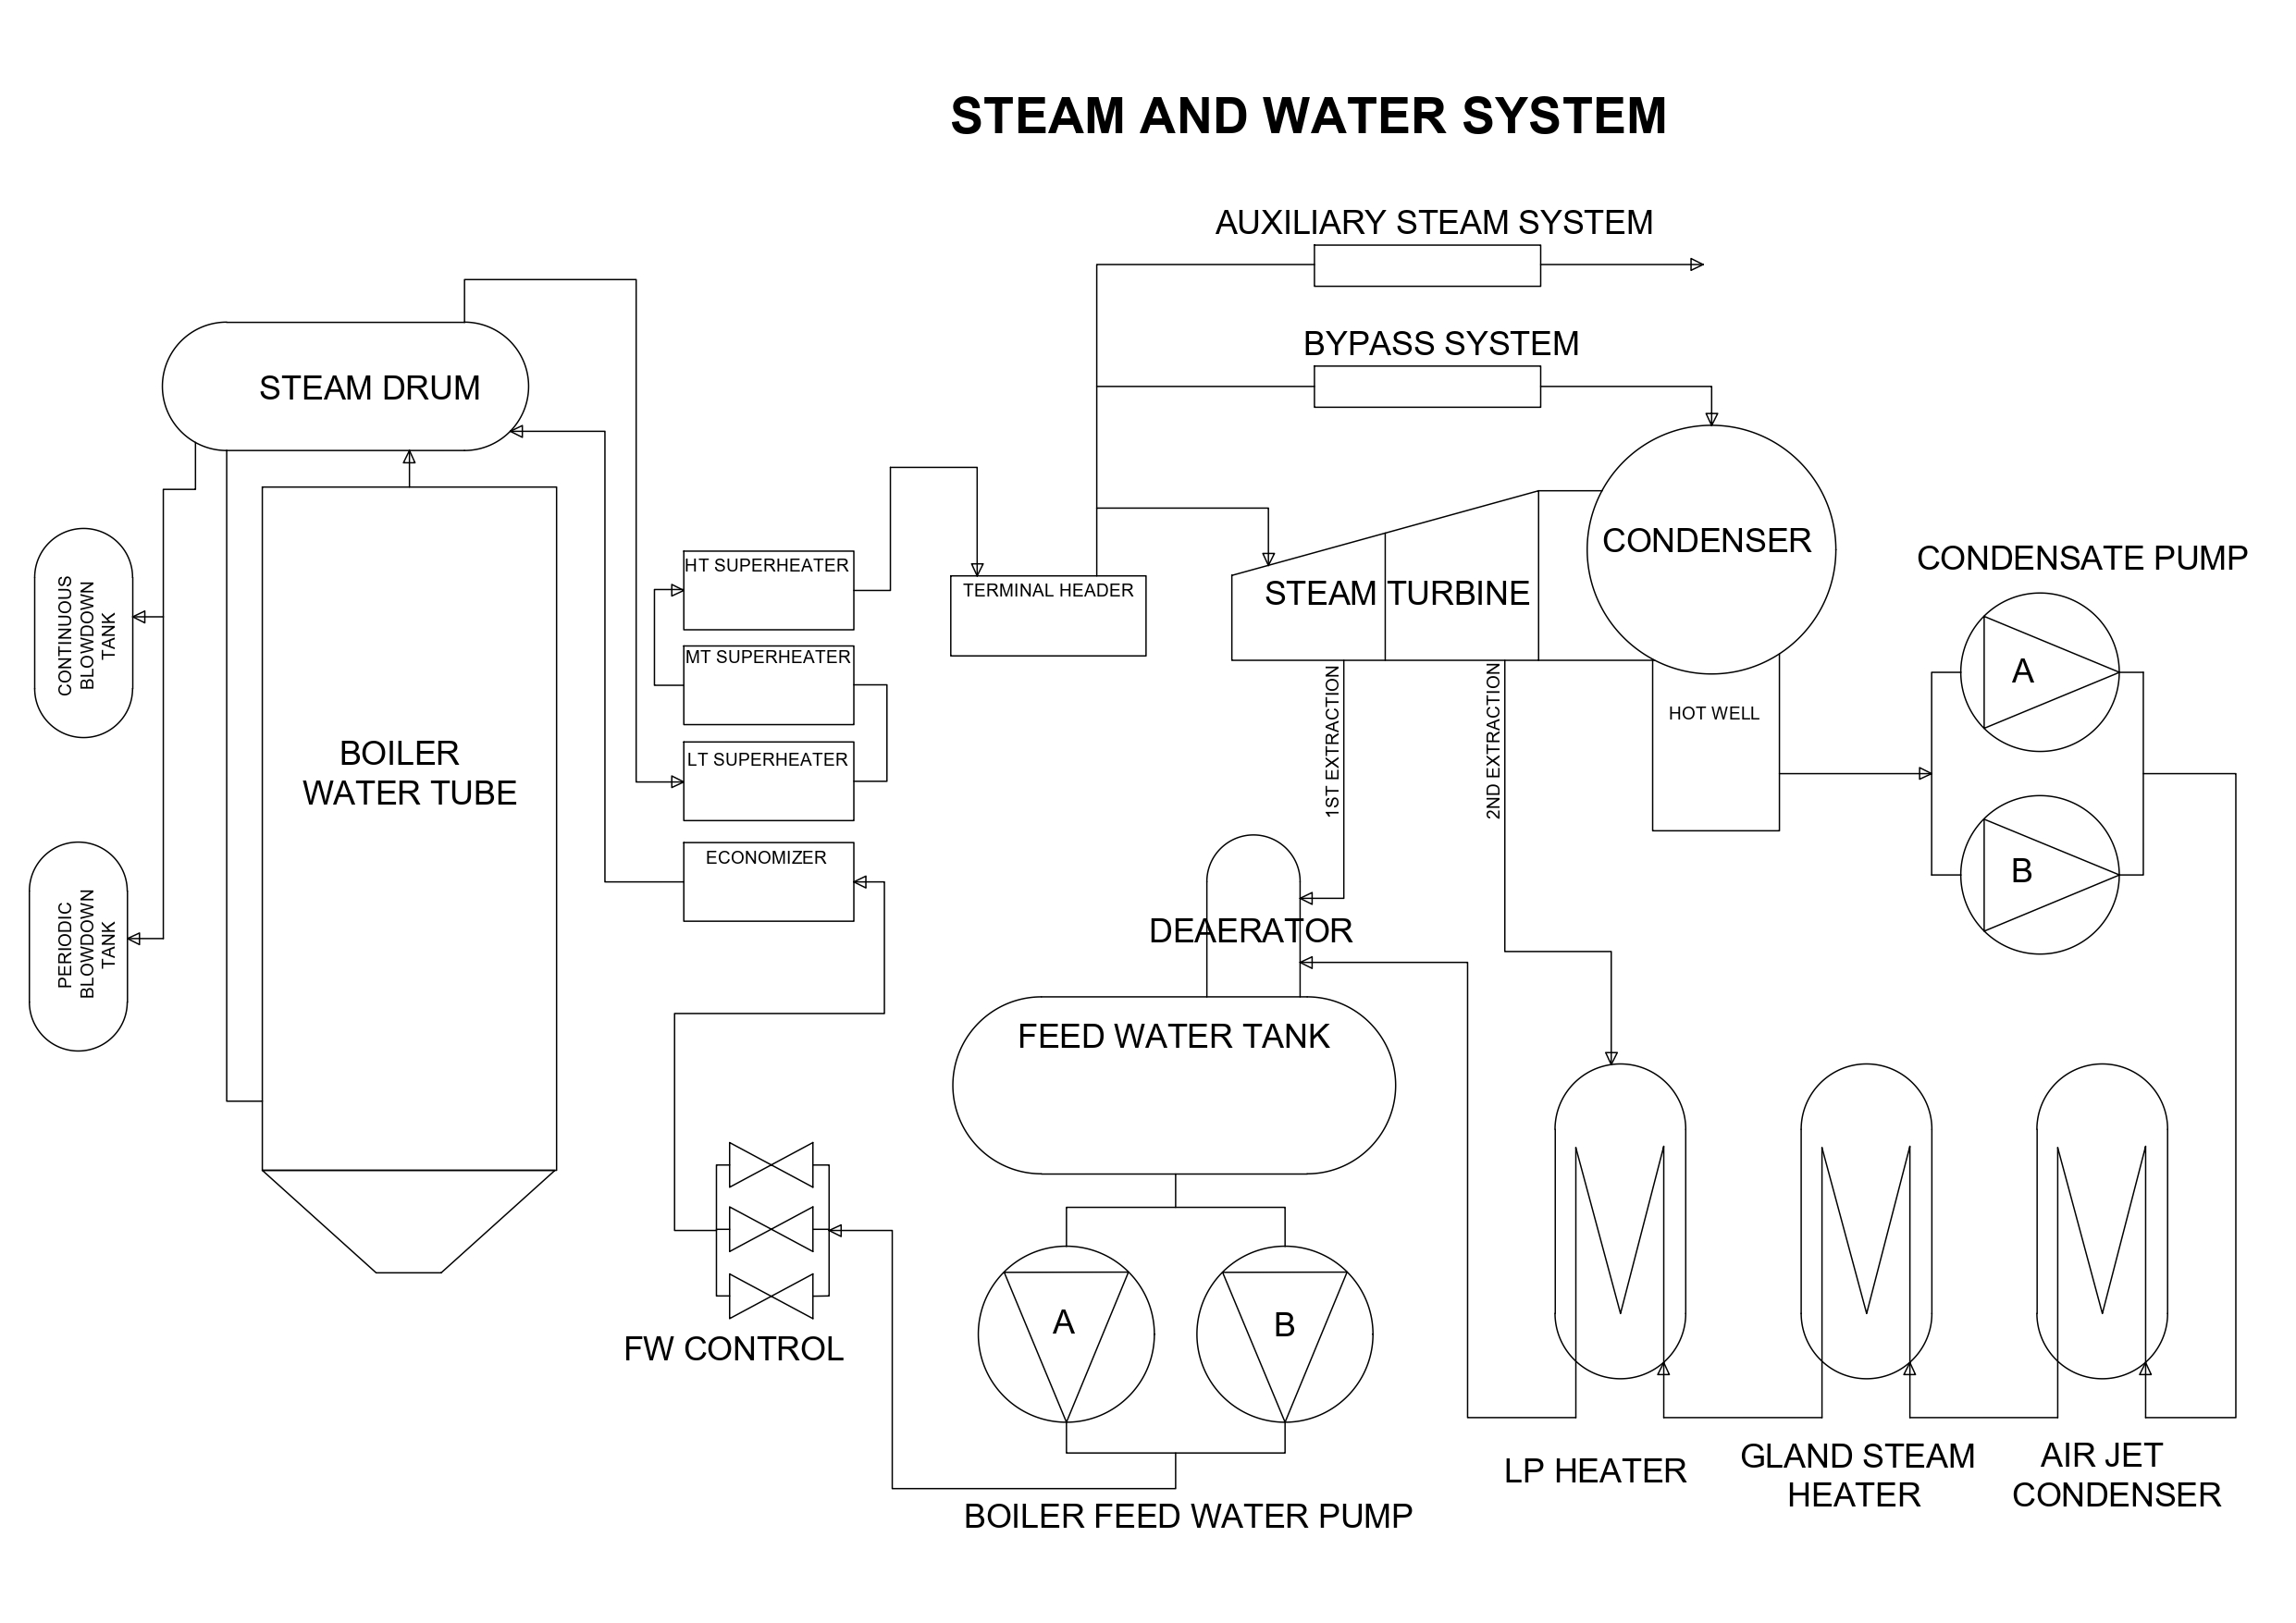 STEAM AND WATER SYSTEM
AUXILIARY STEAM SYSTEM
BYPASS SYSTEM
STEAM DRUM
CONDENSER
CONDENSATE PUMP
HT SUPERHEATER
TERMINAL HEADER
STEAM TURBINE
CONTINUOUS
BLOWDOWN
TANK
MT SUPERHEATER
A
HOT WELL
BOILER
WATER TUBE
LT SUPERHEATER
1ST EXTRACTION
2ND EXTRACTION
ECONOMIZER
B
PERIODIC
BLOWDOWN
TANK
DEAERATOR
FEED WATER TANK
A
B
FW CONTROL
LP HEATER
GLAND STEAM
HEATER
AIR JET
CONDENSER
BOILER FEED WATER PUMP